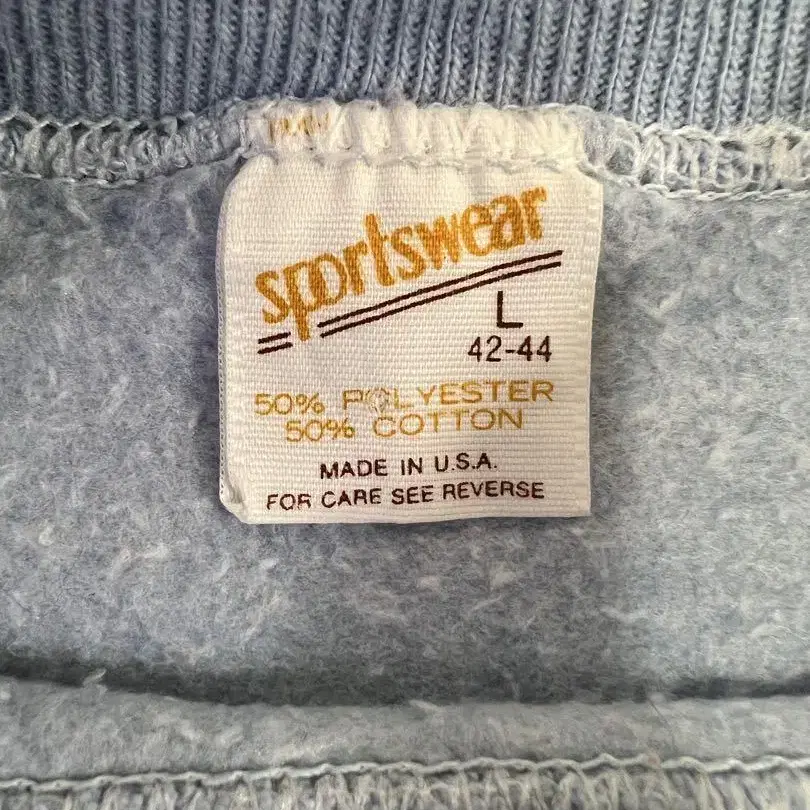 sportswear
L
42-44
50% POLYESTER
50% COTTON
MADE IN U.S.A.
FOR CARE SEE REVERSE